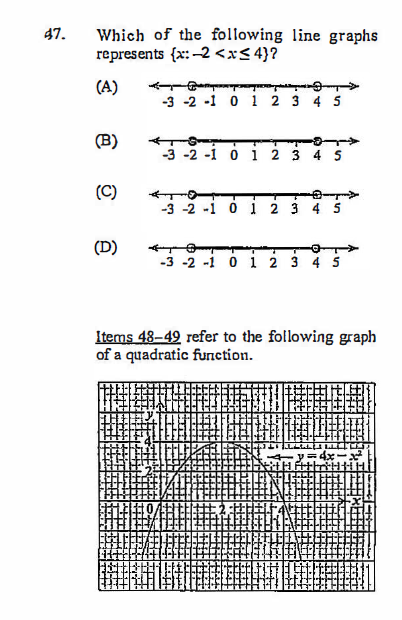 47. Which of the following line graphs
represents {x: –2 < x ≤ 4}?
(A)
-3 -2 -1 0 1 2 3 4 5
(B)
-3 -2 -1 0 1 2 3 4 5
(C)
-3 -2 -1 0 1 2 3 4 5
(D)
-3 -2 -1 0 1 2 3 4 5
Items 48–49 refer to the following graph
of a quadratic function.
y
4
y = 4x – x²
2
0 2 4 x